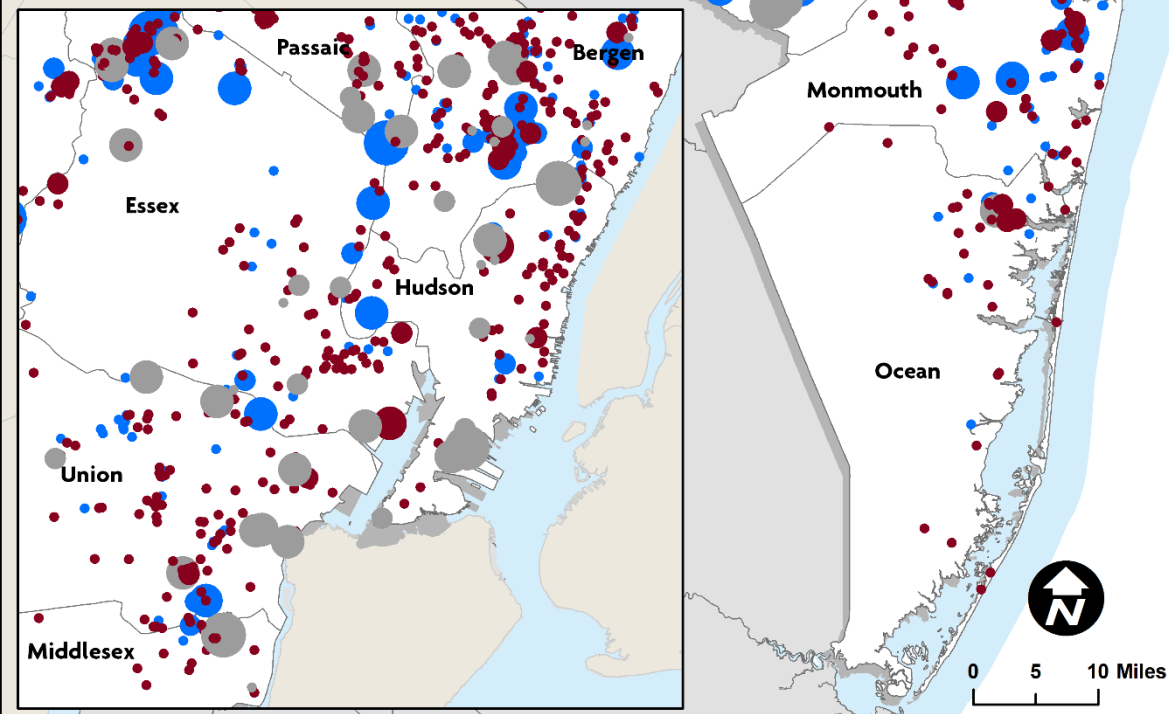 Passaic
Bergen
Monmouth
Essex
Hudson
Ocean
Union
Middlesex
N
0 5 10 Miles